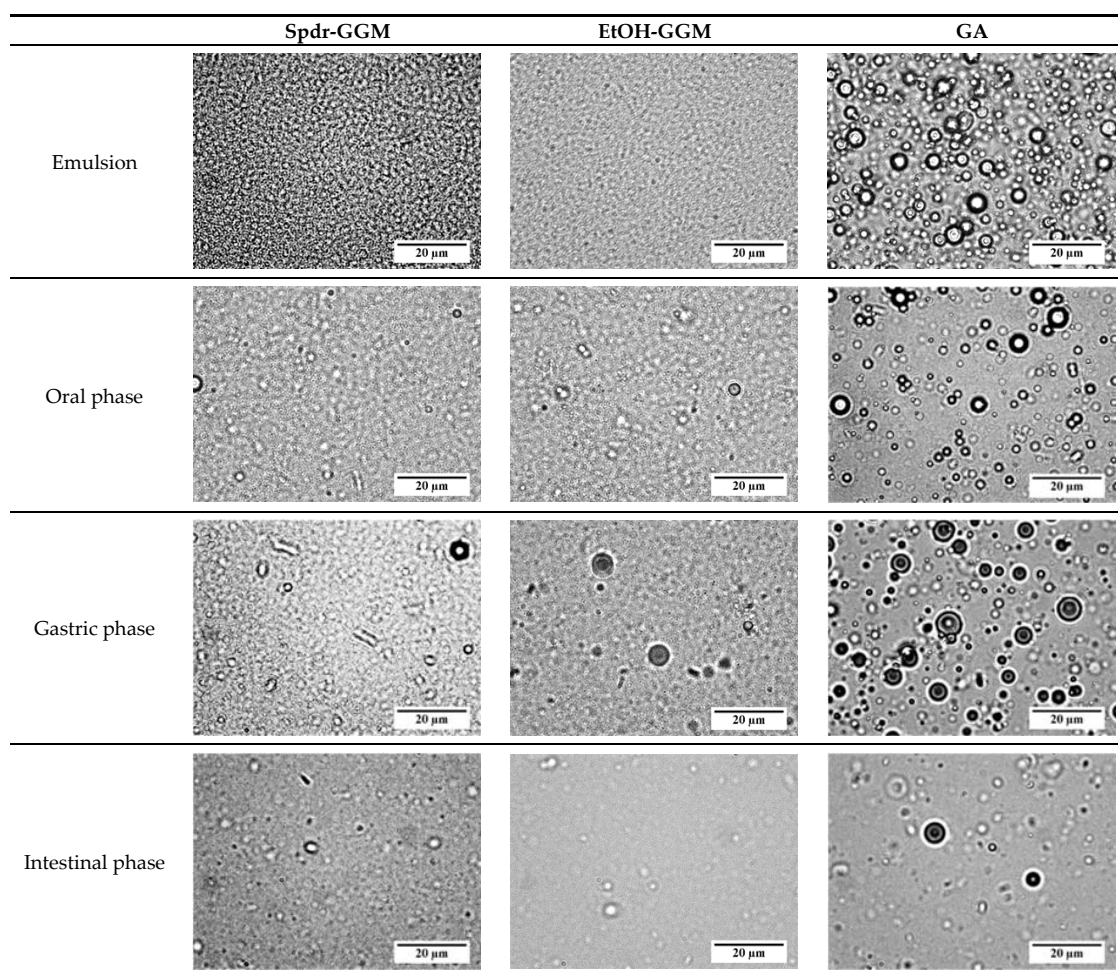 Spdr-GGM EtOH-GGM GA
Emulsion
20 µm 20 µm 20 µm
Oral phase
20 µm 20 µm 20 µm
Gastric phase
20 µm 20 µm 20 µm
Intestinal phase
20 µm 20 µm 20 µm